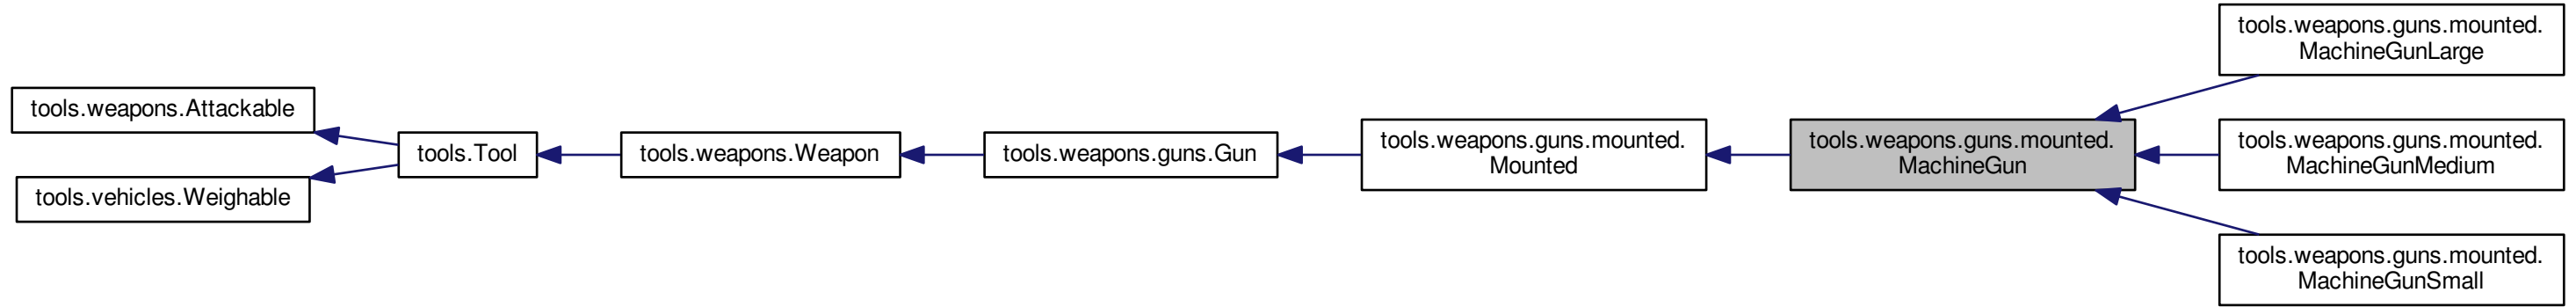 tools.weapons.Attackable
tools.vehicles.Weighable
tools.Tool
tools.weapons.Weapon
tools.weapons.guns.Gun
tools.weapons.guns.mounted.
Mounted
tools.weapons.guns.mounted.
MachineGun
tools.weapons.guns.mounted.
MachineGunLarge
tools.weapons.guns.mounted.
MachineGunMedium
tools.weapons.guns.mounted.
MachineGunSmall